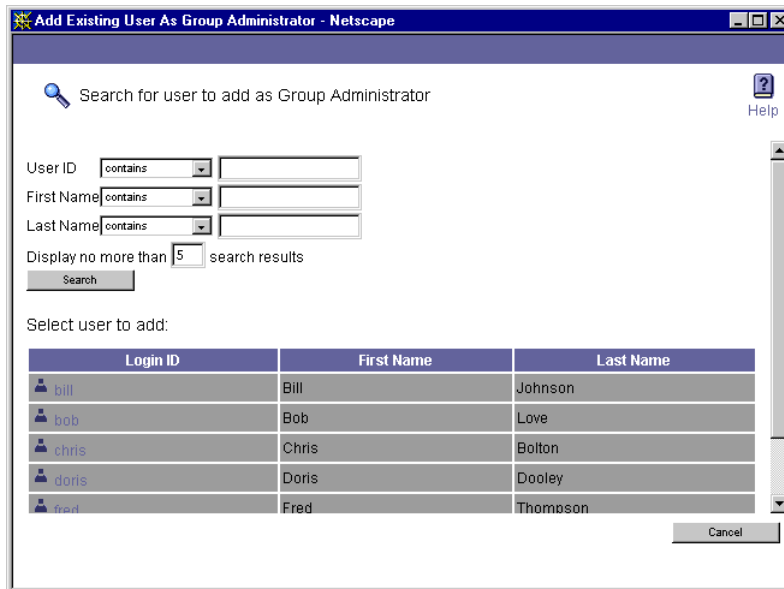 Add Existing User As Group Administrator - Netscape
Search for user to add as Group Administrator
?
Help
User ID contains
First Name contains
Last Name contains
Display no more than 5 search results
Search
Select user to add:
Login ID First Name Last Name
bill Bill Johnson
bob Bob Love
chris Chris Bolton
doris Doris Dooley
fred Fred Thompson
Cancel